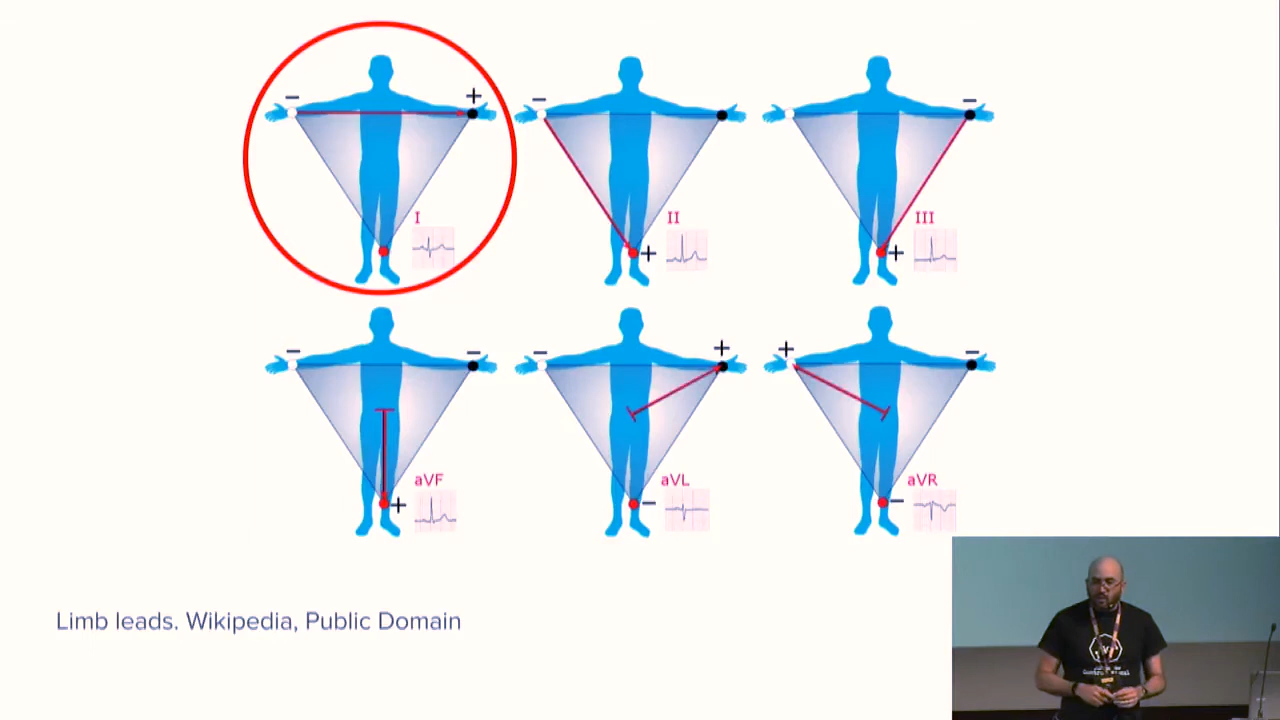 − +
I
−
+
II
−
+
III
− −
+
aVF
− +
−
aVL
+ −
−
aVR
Limb leads. Wikipedia, Public Domain